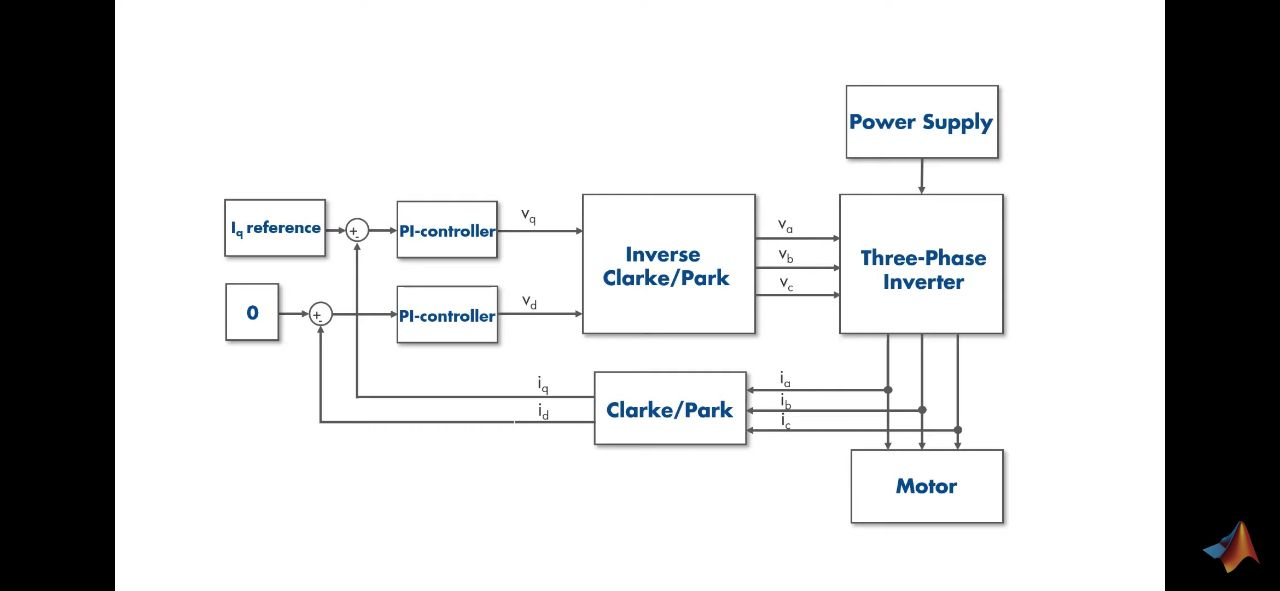 Power Supply
Iq reference
+
-
PI-controller
vq
Inverse
Clarke/Park
va
vb
vc
Three-Phase
Inverter
0
+
-
PI-controller
vd
iq
id
Clarke/Park
ia
ib
ic
Motor